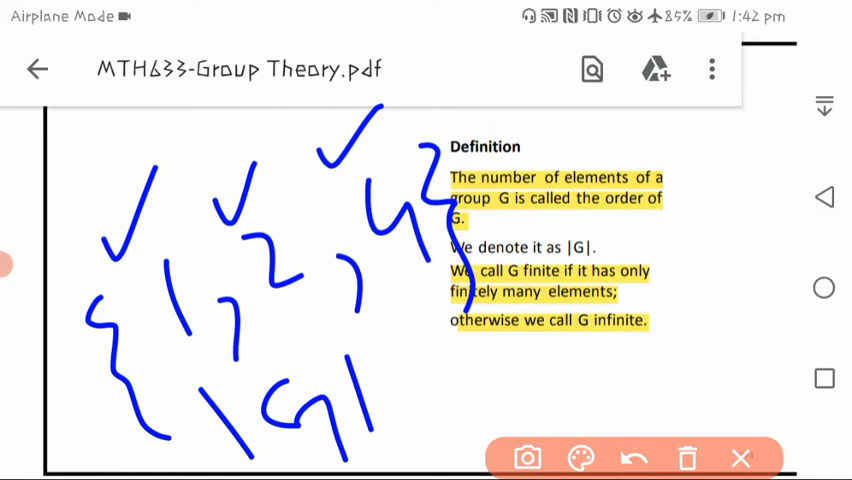 Airplane Mode 85% 1:42 pm
MTH633-Group Theory.pdf
Definition
The number of elements of a
group G is called the order of
G.
We denote it as |G|.
We call G finite if it has only
finitely many elements;
otherwise we call G infinite.
{1, 2, 4}
|G|